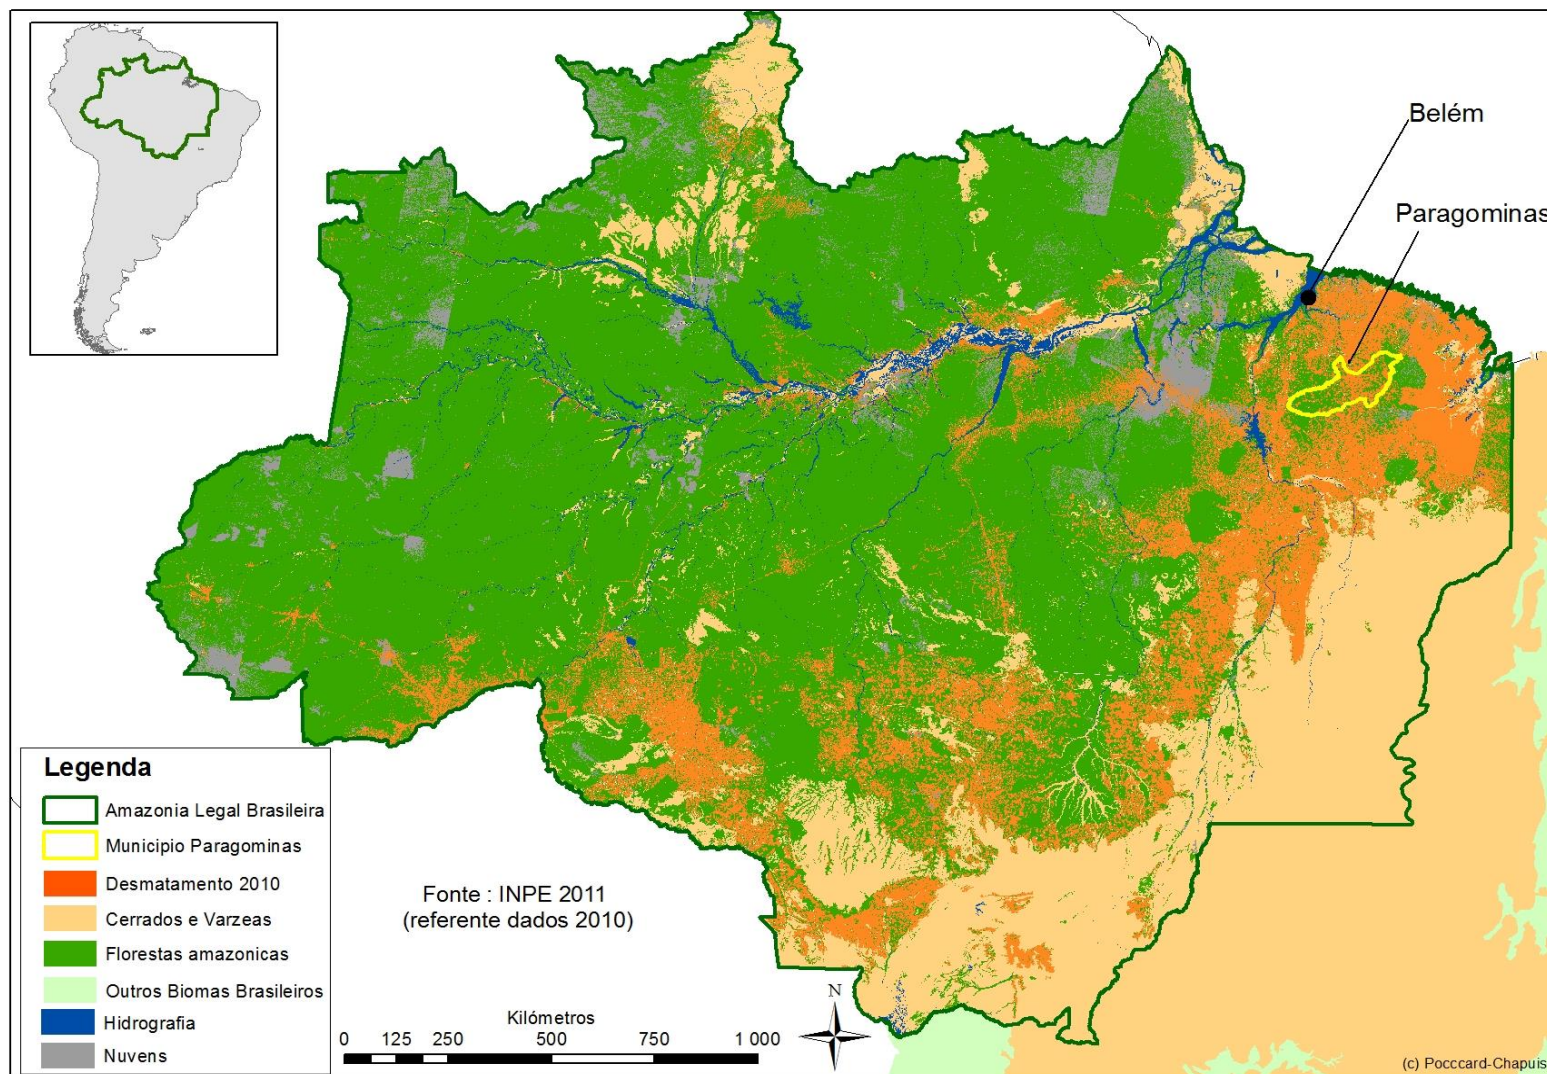 Belém
Paragominas
Legenda
Amazonia Legal Brasileira
Municipio Paragominas
Desmatamento 2010
Cerrados e Varzeas
Florestas amazonicas
Outros Biomas Brasileiros
Hidrografia
Nuvens
Fonte : INPE 2011
(referente dados 2010)
Kilómetros
0 125 250 500 750 1 000
N
(c) Pocccard-Chapuis